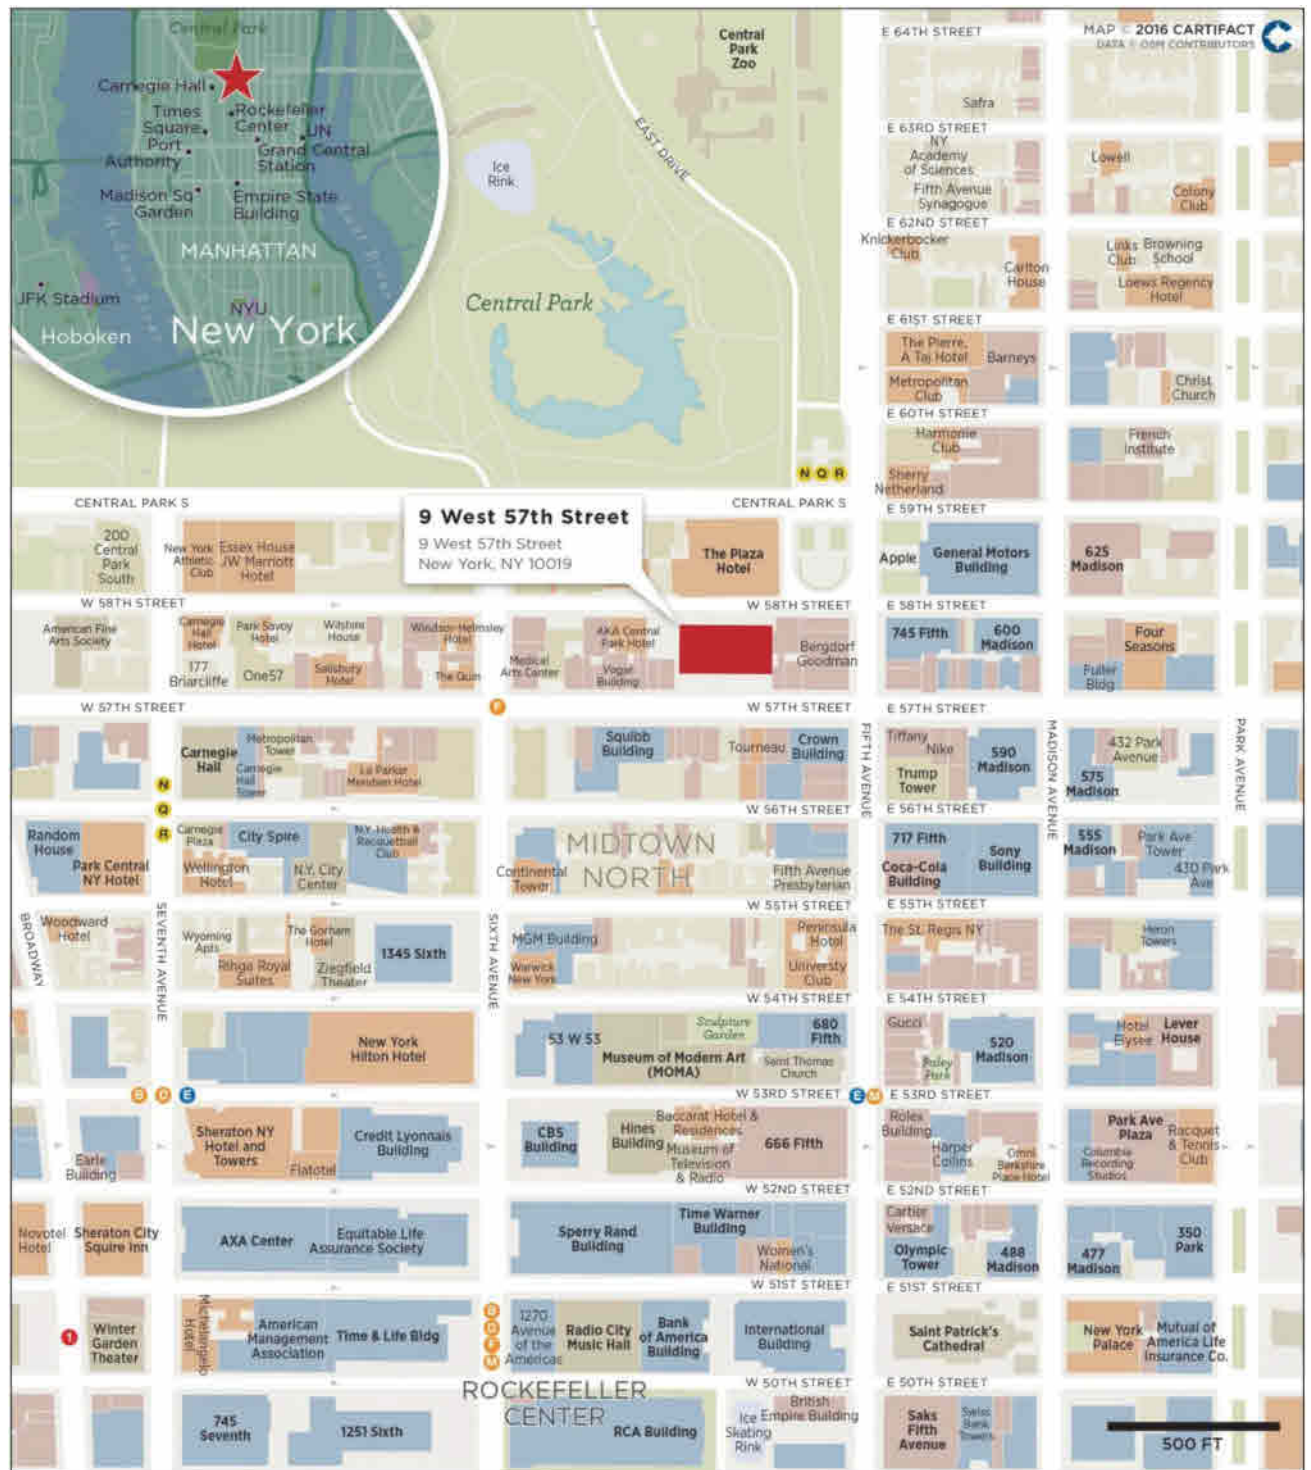 Central Park
Carnegie Hall
Times
Square
Rockefeller
Center
UN
Port
Authority
Grand Central
Station
Madison Sq
Garden
Empire State
Building
MANHATTAN
JFK Stadium
NYU
Hoboken
New York
Central
Park
Zoo
EAST DRIVE
Ice
Rink
Central Park
MAP © 2016 CARTIFACT
DATA © OSM CONTRIBUTORS
E 64TH STREET
Safra
E 63RD STREET
NY
Academy
of Sciences
Fifth Avenue
Synagogue
Lowell
Colony
Club
E 62ND STREET
Knickerbocker
Club
Carlton
House
Links
Club
Browning
School
Loews Regency
Hotel
E 61ST STREET
The Pierre,
A Taj Hotel
Barneys
Metropolitan
Club
Christ
Church
E 60TH STREET
Harmonie
Club
French
Institute
Sherry
Netherland
N Q R
CENTRAL PARK S
CENTRAL PARK S
E 59TH STREET
9 West 57th Street
9 West 57th Street
New York, NY 10019
200
Central
Park
South
New York
Athletic
Club
Essex House
JW Marriott
Hotel
The Plaza
Hotel
Apple
General Motors
Building
625
Madison
W 58TH STREET
W 58TH STREET
E 58TH STREET
American Fine
Arts Society
Carnegie
Hall
Hotel
Park Savoy
Hotel
Wilshire
House
Windsor-Helmsley
Hotel
177
Briarcliffe
One57
Salisbury
Hotel
The Quin
Medical
Arts Center
AKA Central
Park Hotel
Vogue
Building
Bergdorf
Goodman
745 Fifth
600
Madison
Four
Seasons
Fuller
Bldg
W 57TH STREET
F
W 57TH STREET
E 57TH STREET
Carnegie
Hall
Metropolitan
Tower
Carnegie
Hall
Tower
Le Parker
Meridien Hotel
Squibb
Building
Tourneau
Crown
Building
FIFTH AVENUE
Tiffany
Nike
Trump
Tower
590
Madison
MADISON AVENUE
432 Park
Avenue
575
Madison
PARK AVENUE
N
Q
R
W 56TH STREET
E 56TH STREET
Random
House
Park Central
NY Hotel
Carnegie
Plaza
City Spire
N.Y. Health &
Racquetball
Club
Wellington
Hotel
N.Y. City
Center
MIDTOWN
NORTH
Continental
Tower
Fifth Avenue
Presbyterian
717 Fifth
Coca-Cola
Building
Sony
Building
555
Madison
Park Ave
Tower
430 Park
Ave
W 55TH STREET
E 55TH STREET
BROADWAY
Woodward
Hotel
SEVENTH AVENUE
Wyoming
Apts
The Gorham
Hotel
Rihga Royal
Suites
Ziegfield
Theater
1345 Sixth
SIXTH AVENUE
MGM Building
Warwick
New York
Peninsula
Hotel
University
Club
The St. Regis NY
Heron
Towers
W 54TH STREET
E 54TH STREET
New York
Hilton Hotel
53 W 53
Sculpture
Garden
680
Fifth
Museum of Modern Art
(MOMA)
Saint Thomas
Church
Gucci
Paley
Park
520
Madison
Hotel
Elysee
Lever
House
B D E
W 53RD STREET
E M
E 53RD STREET
Earle
Building
Sheraton NY
Hotel and
Towers
Flatotel
Credit Lyonnais
Building
CBS
Building
Hines
Building
Baccarat Hotel &
Residences
Museum of
Television
& Radio
666 Fifth
Rolex
Building
Harper
Collins
Omni
Berkshire
Place Hotel
Park Ave
Plaza
Columbia
Recording
Studios
Racquet
& Tennis
Club
W 52ND STREET
E 52ND STREET
Novotel
Hotel
Sheraton City
Squire Inn
AXA Center
Equitable Life
Assurance Society
Sperry Rand
Building
Time Warner
Building
Women's
National
Cartier
Versace
Olympic
Tower
488
Madison
477
Madison
350
Park
W 51ST STREET
E 51ST STREET
1
Winter
Garden
Theater
Michelangelo
Hotel
American
Management
Association
Time & Life Bldg
B
D
F
M
1270
Avenue
of the
Americas
Radio City
Music Hall
Bank
of America
Building
International
Building
Saint Patrick's
Cathedral
New York
Palace
Mutual of
America Life
Insurance Co.
W 50TH STREET
E 50TH STREET
ROCKEFELLER
CENTER
745
Seventh
1251 Sixth
RCA Building
Ice
Skating
Rink
British
Empire Building
Saks
Fifth
Avenue
Swiss
Bank
Towers
500 FT